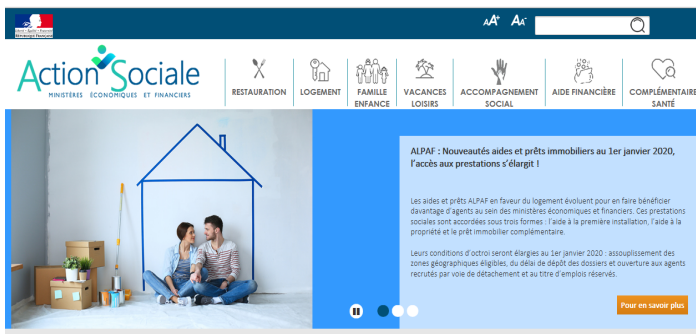 Liberté • Égalité • Fraternité
RÉPUBLIQUE FRANÇAISE
AA+ AA-
Action Sociale
MINISTÈRES ÉCONOMIQUES ET FINANCIERS
RESTAURATION
LOGEMENT
FAMILLE
ENFANCE
VACANCES
LOISIRS
ACCOMPAGNEMENT
SOCIAL
AIDE FINANCIÈRE
COMPLÉMENTAIRE
SANTÉ
ALPAF : Nouveautés aides et prêts immobiliers au 1er janvier 2020,
l'accès aux prestations s'élargit !
Les aides et prêts ALPAF en faveur du logement évoluent pour en faire bénéficier
davantage d'agents au sein des ministères économiques et financiers. Ces prestations
sociales sont accordées sous trois formes : l'aide à la première installation, l'aide à la
propriété et le prêt immobilier complémentaire.
Leurs conditions d'octroi seront élargies au 1er janvier 2020 : assouplissement des
zones géographiques éligibles, du délai de dépôt des dossiers et ouverture aux agents
recrutés par voie de détachement et au titre d'emplois réservés.
Pour en savoir plus